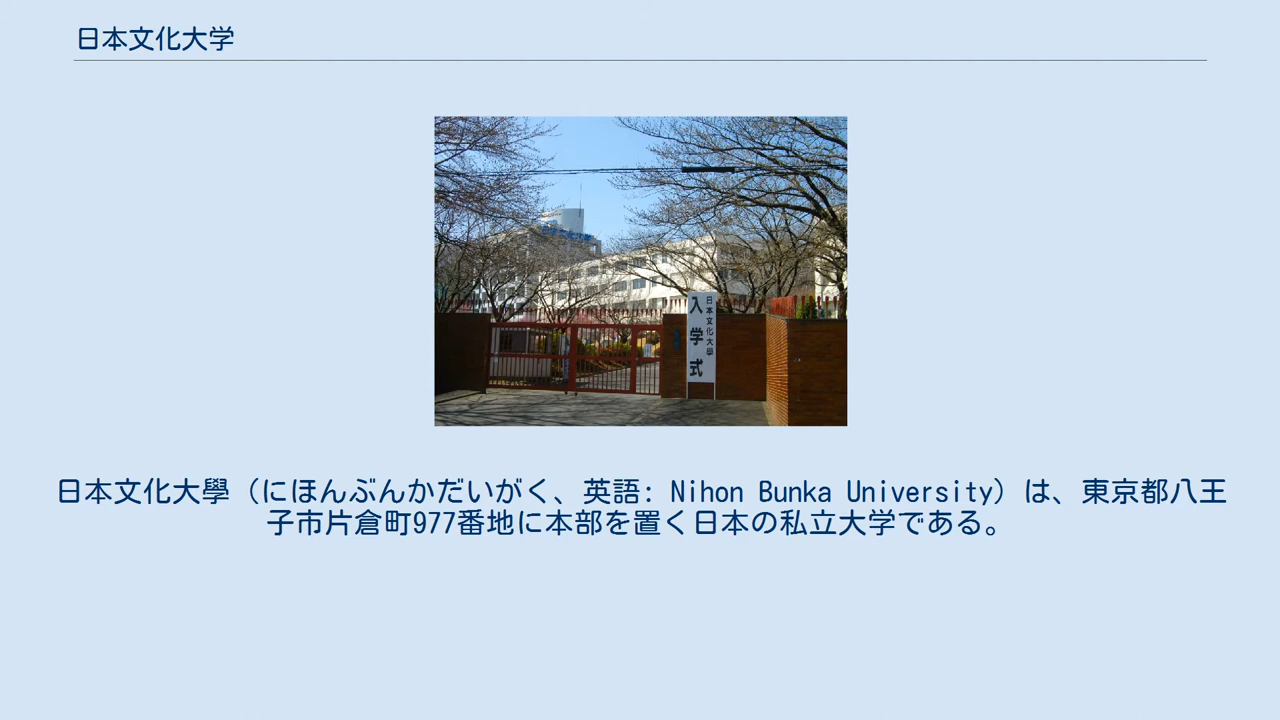 日本文化大学
日本文化大學
入学式
日本文化大學（にほんぶんかだいがく、英語: Nihon Bunka University）は、東京都八王
子市片倉町977番地に本部を置く日本の私立大学である。